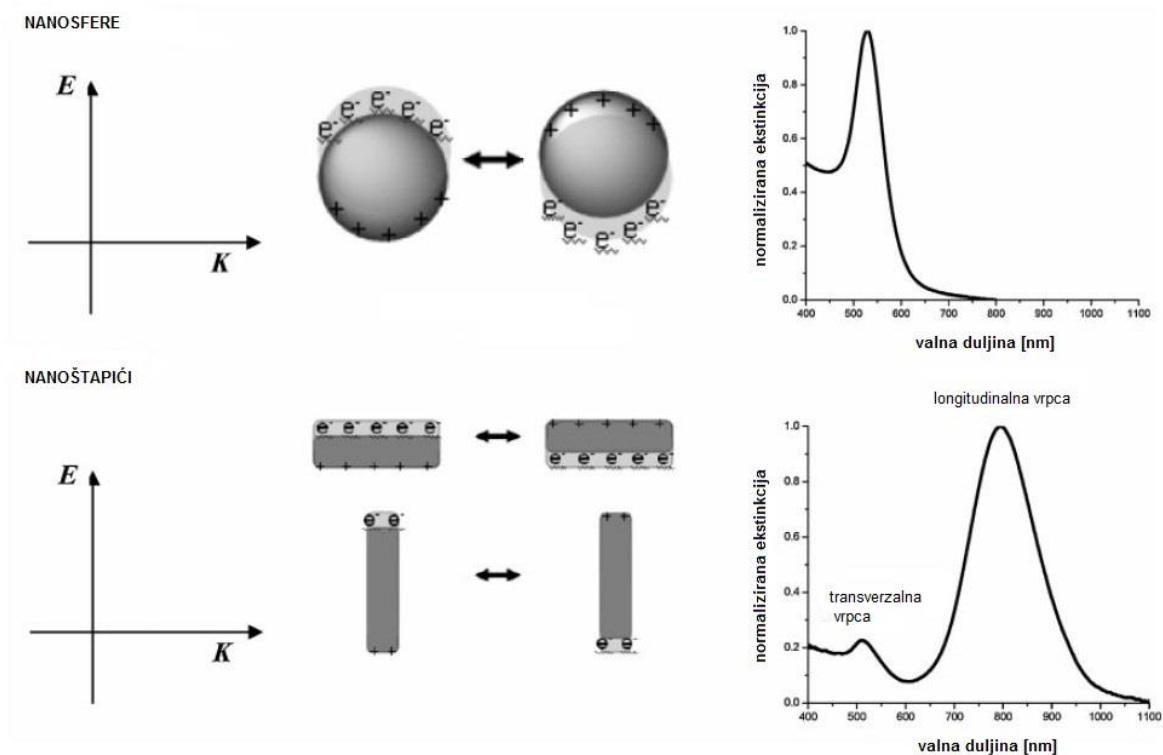 NANOSFERE
E
K
e⁻ e⁻ e⁻ e⁻ e⁻
+ + + + +
+ + + + +
e⁻ e⁻ e⁻ e⁻ e⁻
normalizirana ekstinkcija
1.0
0.8
0.6
0.4
0.2
0.0
400 500 600 700 800 900 1000 1100
valna duljina [nm]
NANOŠTAPIĆI
E
K
e⁻ e⁻ e⁻ e⁻ e⁻
+ + + + +
+ + + + +
e⁻ e⁻ e⁻ e⁻ e⁻
e⁻ e⁻
+ +
+ +
e⁻ e⁻
longitudinalna vrpca
transverzalna
vrpca
normalizirana ekstinkcija
1.0
0.8
0.6
0.4
0.2
0.0
400 500 600 700 800 900 1000 1100
valna duljina [nm]